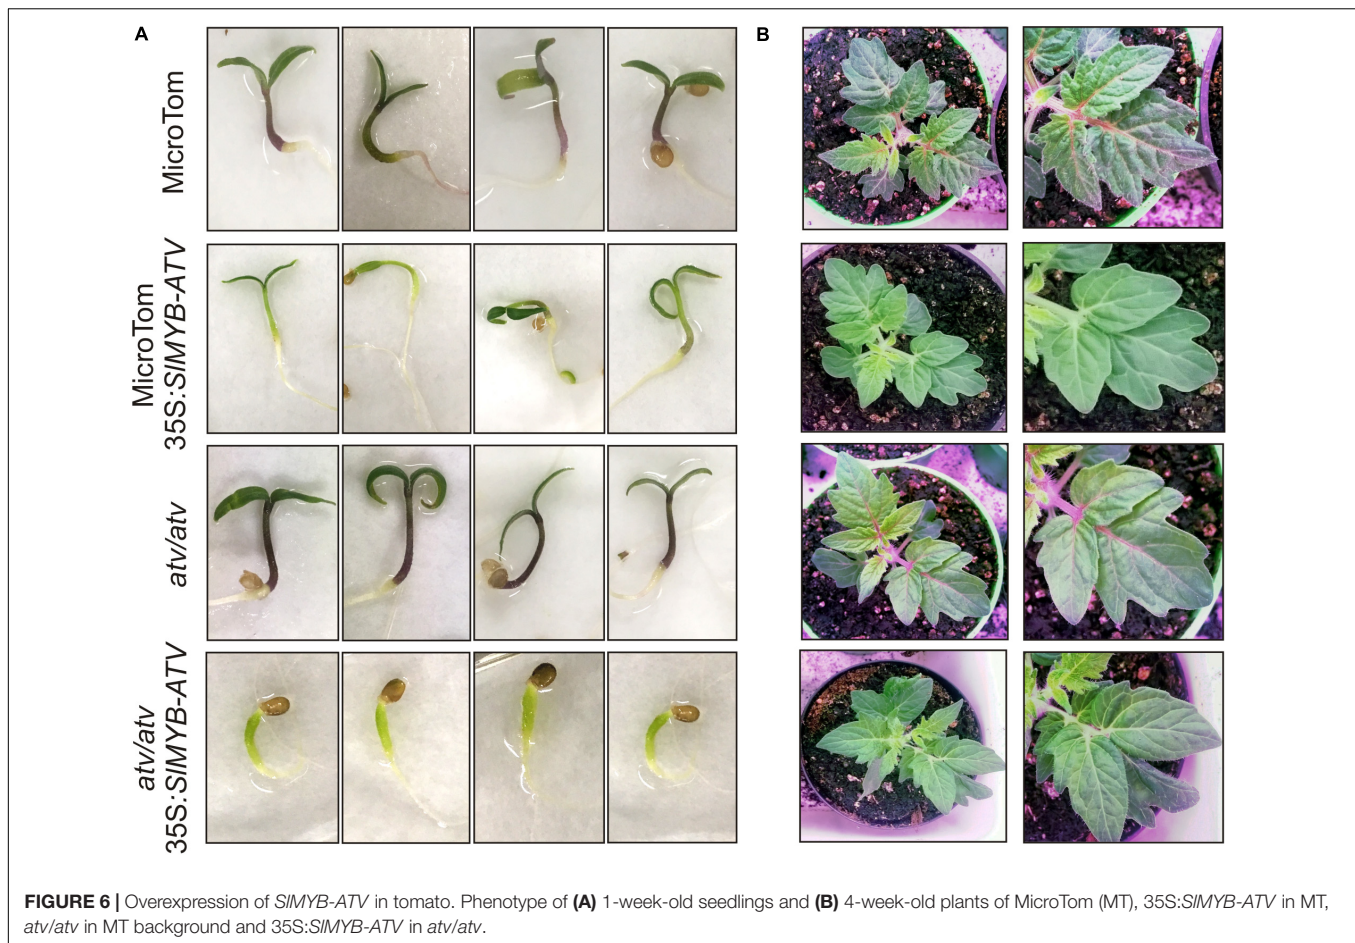 A
B
MicroTom
MicroTom
35S:SlMYB-ATV
atv/atv
atv/atv
35S:SlMYB-ATV
FIGURE 6 | Overexpression of SlMYB-ATV in tomato. Phenotype of (A) 1-week-old seedlings and (B) 4-week-old plants of MicroTom (MT), 35S:SlMYB-ATV in MT,
atv/atv in MT background and 35S:SlMYB-ATV in atv/atv.